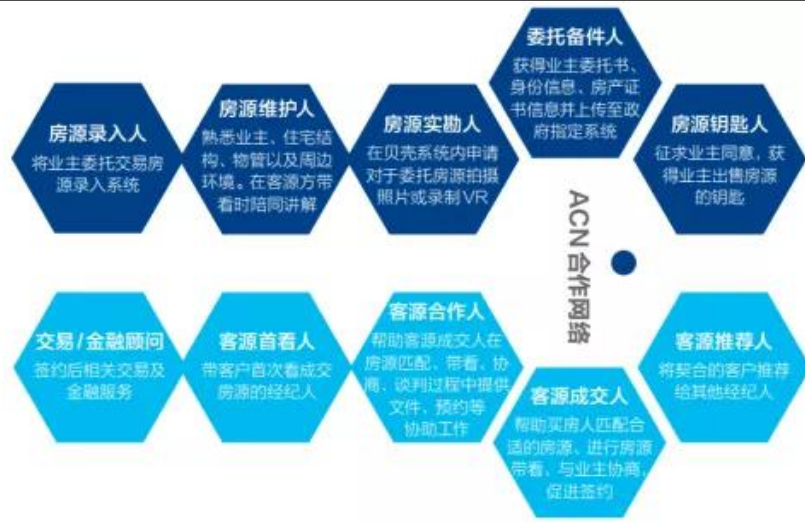 房源录入人
将业主委托交易房
源录入系统
房源维护人
熟悉业主、住宅结
构、物管以及周边
环境。在客源方带
看时陪同讲解
房源实勘人
在贝壳系统内申请
对于委托房源拍摄
照片或录制VR
委托备件人
获得业主委托书、
身份信息、房产证
书信息并上传至政
府指定系统
房源钥匙人
征求业主同意，获
得业主出售房源
的钥匙
ACN合作网络
交易/金融顾问
签约后相关交易及
金融服务
客源首看人
带客户首次看成交
房源的经纪人
客源合作人
帮助客源成交人在
房源匹配、带看、协
商、谈判过程中提供
文件、预约等
协助工作
客源成交人
帮助买房人匹配合
适的房源、进行房源
带看、与业主协商，
促进签约
客源推荐人
将契合的客户推荐
给其他经纪人